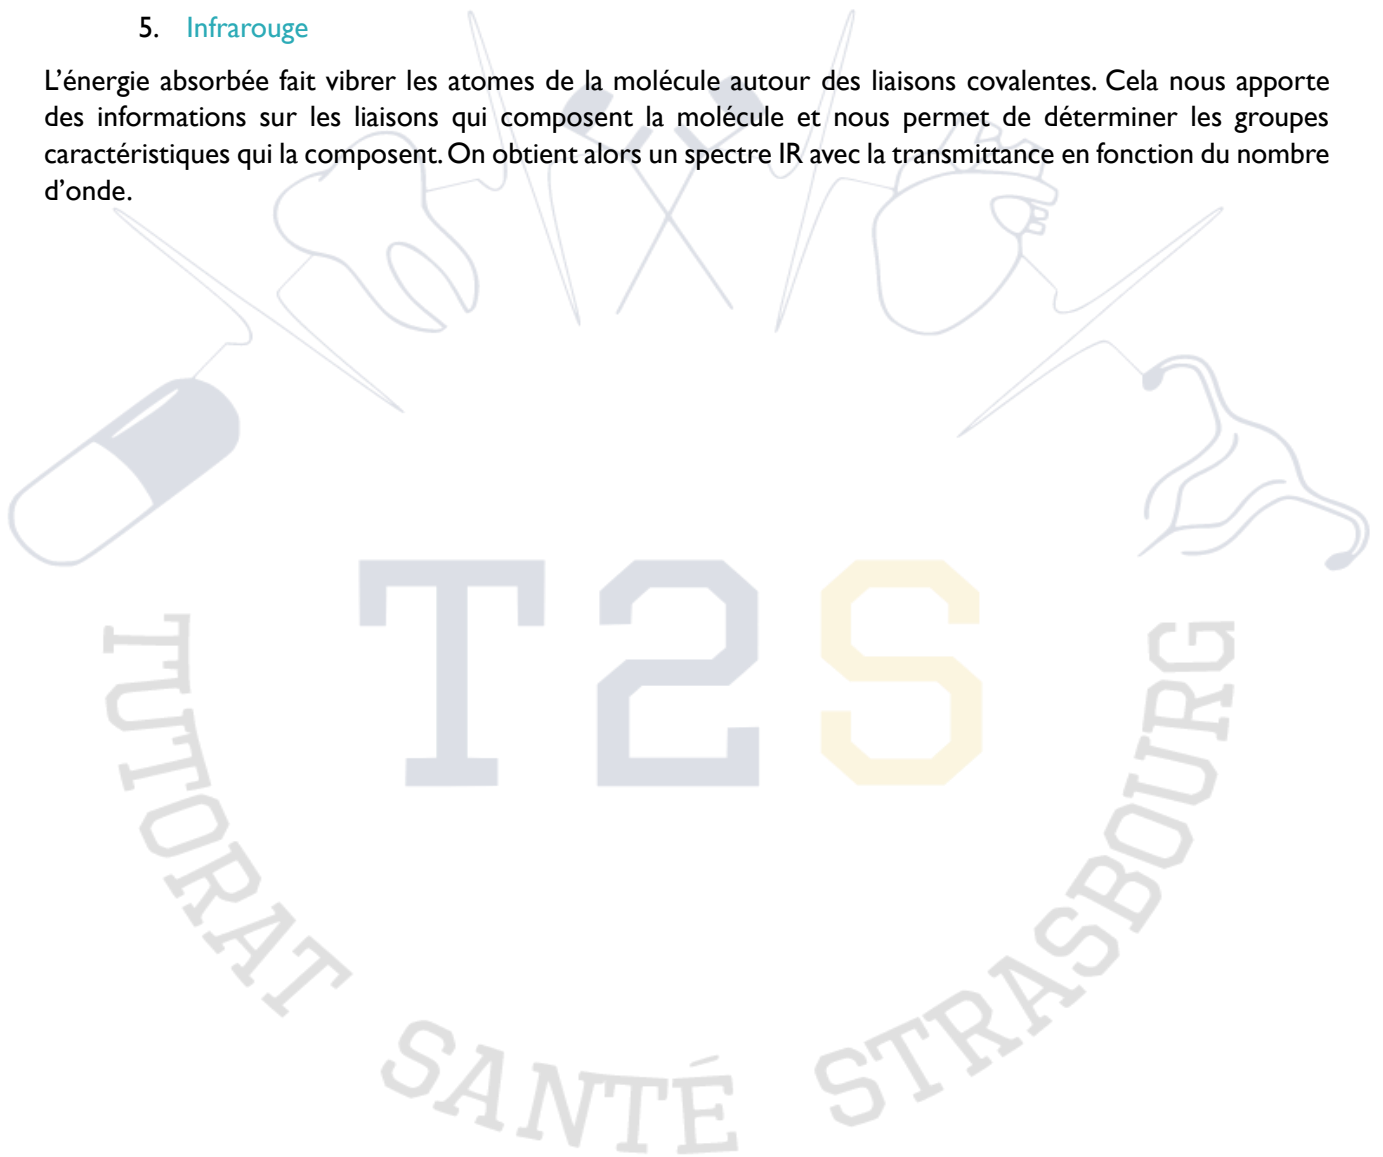 5. Infrarouge
L’énergie absorbée fait vibrer les atomes de la molécule autour des liaisons covalentes. Cela nous apporte
des informations sur les liaisons qui composent la molécule et nous permet de déterminer les groupes
caractéristiques qui la composent. On obtient alors un spectre IR avec la transmittance en fonction du nombre
d’onde.
T2S
TUTORAT SANTÉ STRASBOURG